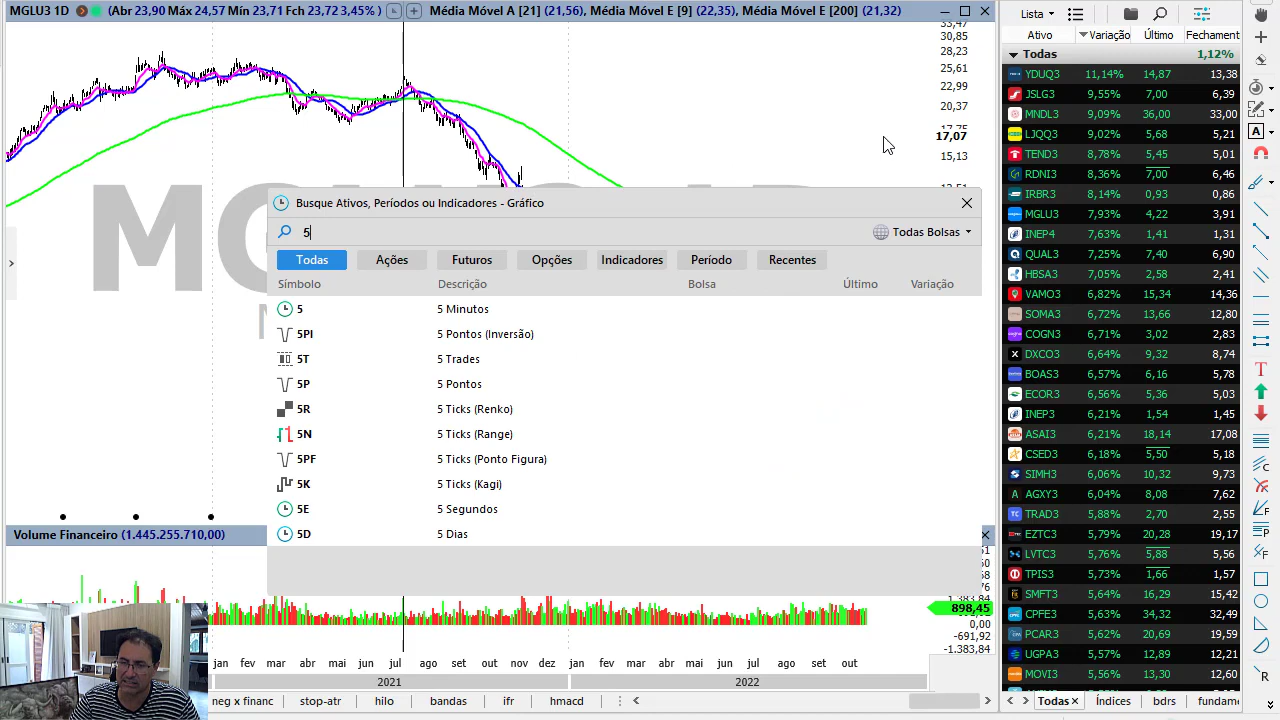 MGLU3 1D (Abr 23,90 Máx 24,57 Mín 23,71 Fch 23,72 3,45%) Média Móvel A [21] (21,56), Média Móvel E [9] (22,35), Média Móvel E [200] (21,32)
33,47
30,85
28,23
25,61
22,99
20,37
17,75
17,07
15,13
Busque Ativos, Períodos ou Indicadores - Gráfico
5
Todas Bolsas
Todas Ações Futuros Opções Indicadores Período Recentes
Símbolo Descrição Bolsa Último Variação
5 5 Minutos
5PI 5 Pontos (Inversão)
5T 5 Trades
5P 5 Pontos
5R 5 Ticks (Renko)
5N 5 Ticks (Range)
5PF 5 Ticks (Ponto Figura)
5K 5 Ticks (Kagi)
5E 5 Segundos
5D 5 Dias
Volume Financeiro (1.445.255.710,00)
898,45
0,00
-691,92
-1.383,84
jan fev mar abr mai jun jul ago set out nov dez jan fev mar abr mai jun jul ago set out
2021 2022
neg x financ stop-atr hilo bandas ifr hmacd
Lista
Ativo Variação Último Fechament
Todas 1,12%
YDUQ3 11,14% 14,87 13,38
JSLG3 9,55% 7,00 6,39
MNDL3 9,09% 36,00 33,00
LJQQ3 9,02% 5,68 5,21
TEND3 8,78% 5,45 5,01
RDNI3 8,36% 7,00 6,46
IRBR3 8,14% 0,93 0,86
MGLU3 7,93% 4,22 3,91
INEP4 7,63% 1,41 1,31
QUAL3 7,25% 7,40 6,90
HBSA3 7,05% 2,58 2,41
VAMO3 6,82% 15,34 14,36
SOMA3 6,72% 13,66 12,80
COGN3 6,71% 3,02 2,83
DXCO3 6,64% 9,32 8,74
BOAS3 6,57% 6,16 5,78
ECOR3 6,56% 5,36 5,03
INEP3 6,21% 1,54 1,45
ASAI3 6,21% 18,14 17,08
CSED3 6,18% 5,50 5,18
SIMH3 6,06% 10,32 9,73
AGXY3 6,04% 8,08 7,62
TRAD3 5,88% 2,70 2,55
EZTC3 5,79% 20,28 19,17
LVTC3 5,76% 5,88 5,56
TPIS3 5,73% 1,66 1,57
SMFT3 5,64% 16,29 15,42
CPFE3 5,63% 34,32 32,49
PCAR3 5,62% 20,69 19,59
UGPA3 5,57% 12,89 12,21
MOVI3 5,56% 13,30 12,60
Todas Índices bdrs fundame